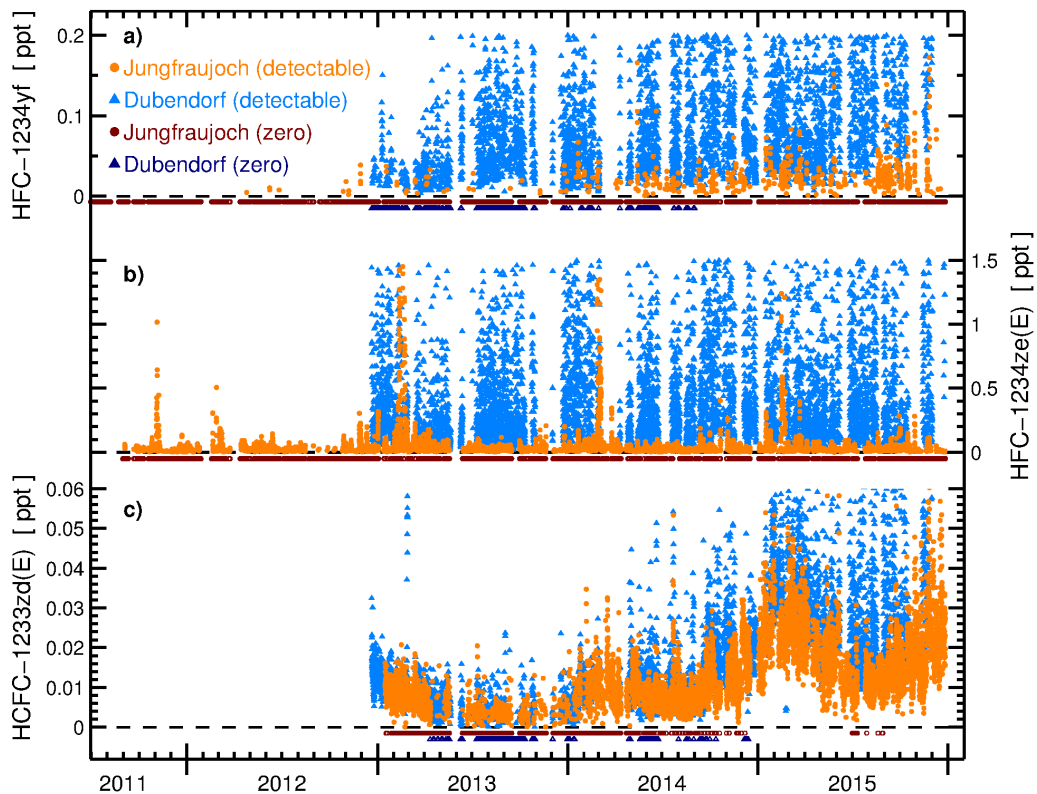 a)
HFC−1234yf [ ppt]
0.2
0.1
0
Jungfraujoch (detectable)
Dubendorf (detectable)
Jungfraujoch (zero)
Dubendorf (zero)
b)
HFC−1234ze(E) [ ppt]
1.5
1
0.5
0
c)
HCFC−1233zd(E) [ ppt]
0.06
0.05
0.04
0.03
0.02
0.01
0
2011 2012 2013 2014 2015